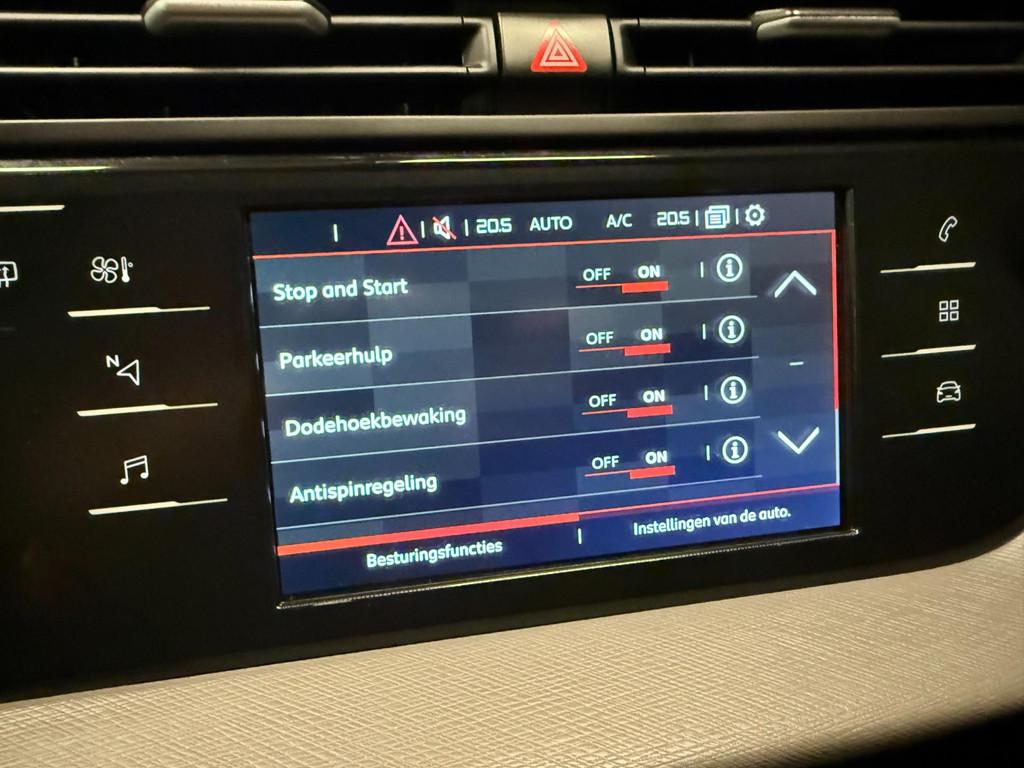 20.5 AUTO A/C 20.5
Stop and Start OFF ON
Parkeerhulp OFF ON
Dodehoekbewaking OFF ON
Antispinregeling OFF ON
Besturingsfuncties Instellingen van de auto.
N